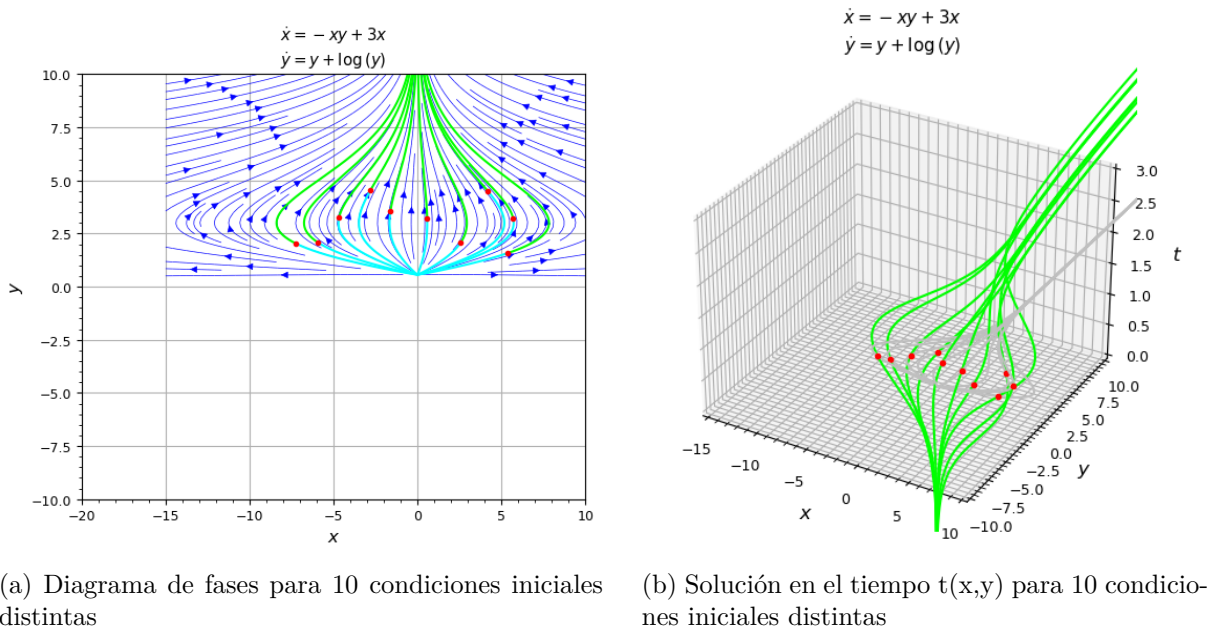 ẋ = − xy + 3x
ẏ = y + log (y)
10.0
7.5
5.0
2.5
0.0
−2.5
−5.0
−7.5
−10.0
y
−20 −15 −10 −5 0 5 10
x
ẋ = − xy + 3x
ẏ = y + log (y)
3.0
2.5
2.0
1.5
1.0
0.5
0.0
t
10.0
7.5
5.0
2.5
0.0
−2.5
−5.0
−7.5
−10.0
y
−15 −10 −5 0 5 10
x
(a) Diagrama de fases para 10 condiciones iniciales
distintas
(b) Solución en el tiempo t(x,y) para 10 condicio-
nes iniciales distintas